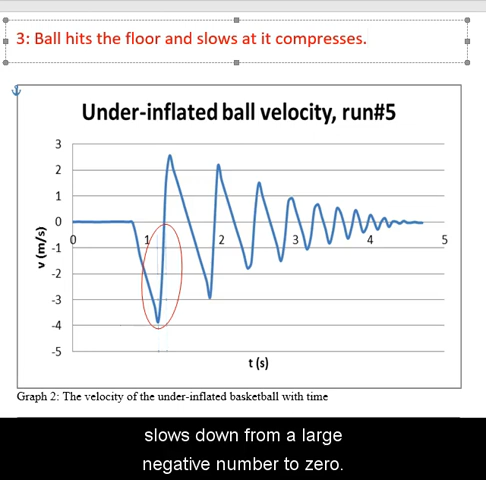 3: Ball hits the floor and slows at it compresses.
Under-inflated ball velocity, run#5
3
2
1
0
-1
-2
-3
-4
-5
v (m/s)
0 1 2 3 4 5
t (s)
Graph 2: The velocity of the under-inflated basketball with time
slows down from a large
negative number to zero.